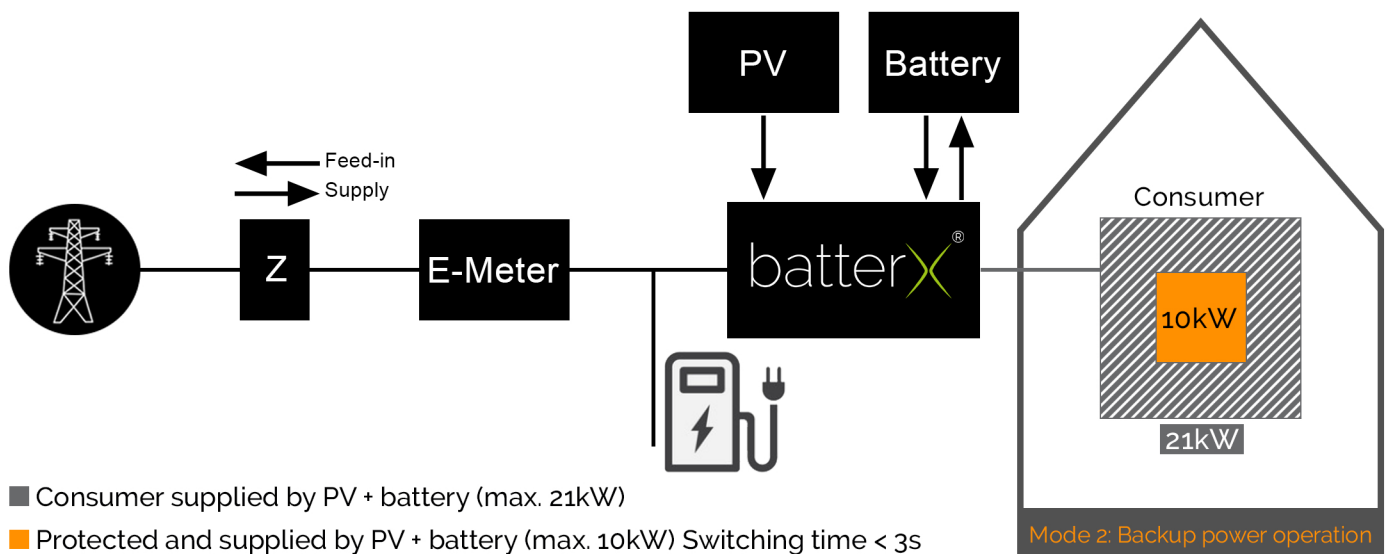 PV
Battery
Feed-in
Supply
Consumer
Z
E-Meter
batterX®
10kW
21kW
Consumer supplied by PV + battery (max. 21kW)
Protected and supplied by PV + battery (max. 10kW) Switching time < 3s
Mode 2: Backup power operation